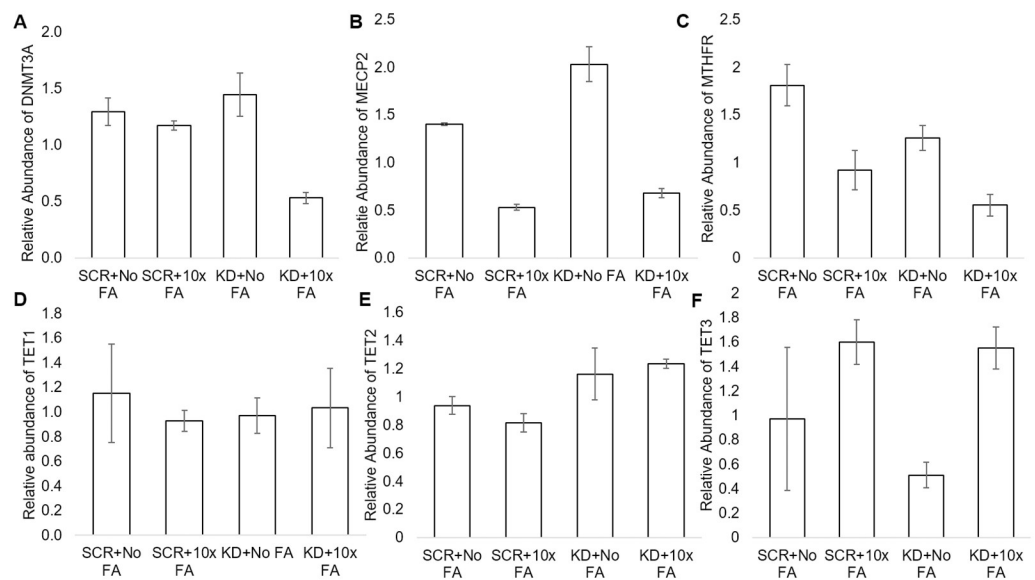 A
Relative Abundance of DNMT3A
2.0
1.5
1.0
0.5
0.0
SCR+No FA
SCR+10x FA
KD+No FA
KD+10x FA
B
Relatie Abundance of MECP2
2.5
2.0
1.5
1.0
0.5
0.0
SCR+No FA
SCR+10x FA
KD+No FA
KD+10x FA
C
Relative Abundance of MTHFR
2.5
2
1.5
1
0.5
0
SCR+No FA
SCR+10x FA
KD+No FA
KD+10x FA
D
Relative abundance of TET1
1.8
1.6
1.4
1.2
1.0
0.8
0.6
0.4
0.2
0.0
SCR+No FA
SCR+10x FA
KD+No FA
KD+10x FA
E
Relative Abundance of TET2
1.6
1.4
1.2
1
0.8
0.6
0.4
0.2
0
SCR+No FA
SCR+10x FA
KD+No FA
KD+10x FA
F
Relative Abundance of TET3
2
1.8
1.6
1.4
1.2
1
0.8
0.6
0.4
0.2
0
SCR+No FA
SCR+10x FA
KD+No FA
KD+10x FA